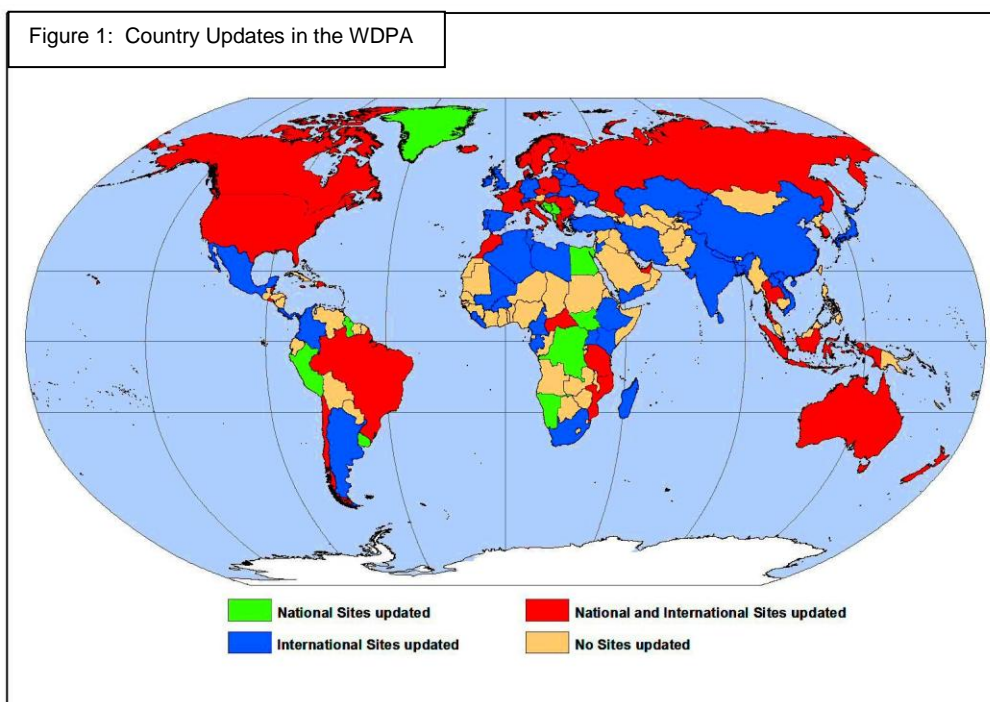 Figure 1: Country Updates in the WDPA
National Sites updated
National and International Sites updated
International Sites updated
No Sites updated